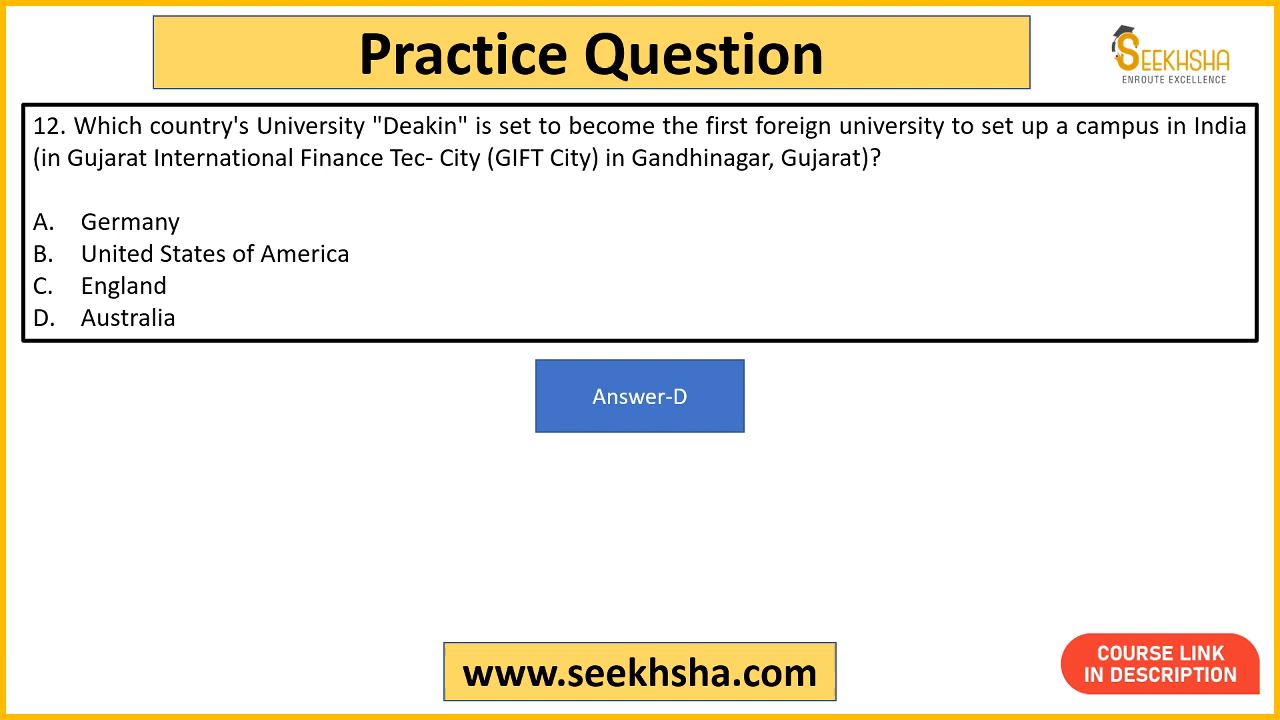 Practice Question
SEEKHSHA
ENROUTE EXCELLENCE
12. Which country's University "Deakin" is set to become the first foreign university to set up a campus in India
(in Gujarat International Finance Tec- City (GIFT City) in Gandhinagar, Gujarat)?
A. Germany
B. United States of America
C. England
D. Australia
Answer-D
www.seekhsha.com
COURSE LINK
IN DESCRIPTION